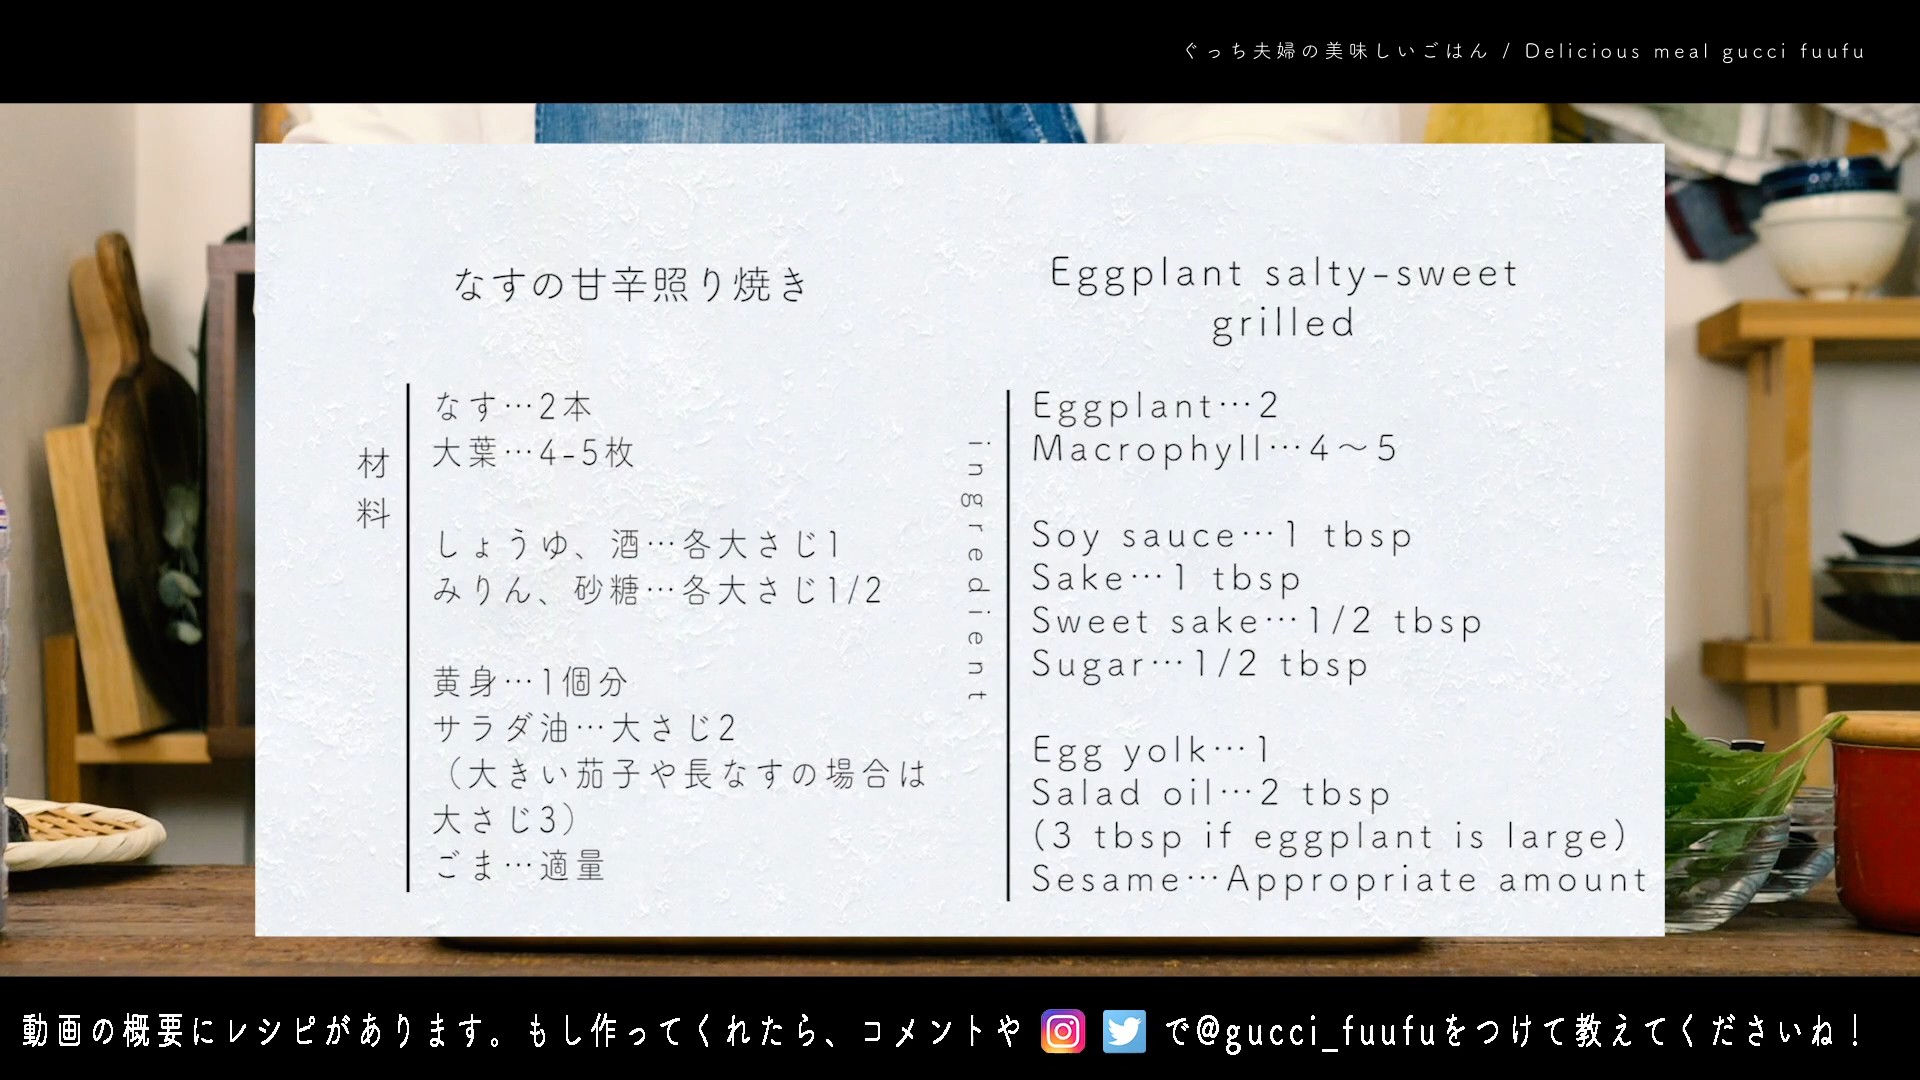 ぐっち夫婦の美味しいごはん / Delicious meal gucci fuufu
なすの甘辛照り焼き
材料
なす…2本
大葉…4-5枚
しょうゆ、酒…各大さじ1
みりん、砂糖…各大さじ1/2
黄身…1個分
サラダ油…大さじ2
（大きい茄子や長なすの場合は
大さじ3）
ごま…適量
Eggplant salty-sweet
grilled
ingredient
Eggplant…2
Macrophyll…4〜5
Soy sauce…1 tbsp
Sake…1 tbsp
Sweet sake…1/2 tbsp
Sugar…1/2 tbsp
Egg yolk…1
Salad oil…2 tbsp
(3 tbsp if eggplant is large)
Sesame…Appropriate amount
動画の概要にレシピがあります。もし作ってくれたら、コメントや で@gucci_fuufuをつけて教えてくださいね！